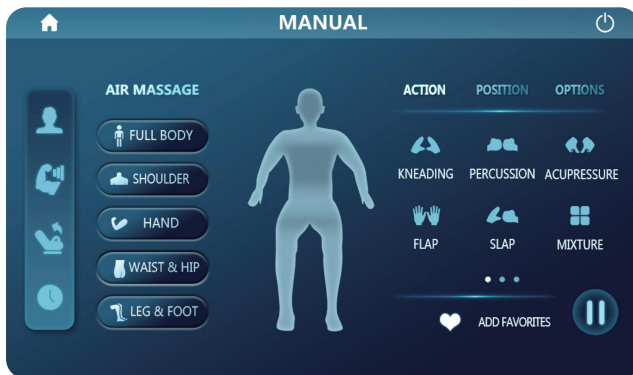 MANUAL
AIR MASSAGE
FULL BODY
SHOULDER
HAND
WAIST & HIP
LEG & FOOT
ACTION POSITION OPTIONS
KNEADING PERCUSSION ACUPRESSURE
FLAP SLAP MIXTURE
ADD FAVORITES